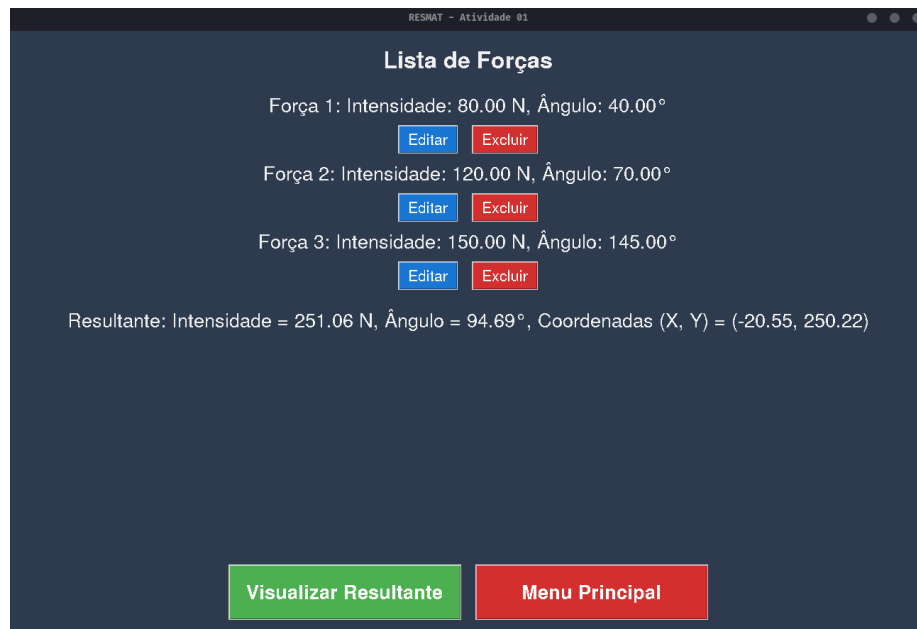 RESMAT - Atividade 01
Lista de Forças
Força 1: Intensidade: 80.00 N, Ângulo: 40.00°
Editar Excluir
Força 2: Intensidade: 120.00 N, Ângulo: 70.00°
Editar Excluir
Força 3: Intensidade: 150.00 N, Ângulo: 145.00°
Editar Excluir
Resultante: Intensidade = 251.06 N, Ângulo = 94.69°, Coordenadas (X, Y) = (-20.55, 250.22)
Visualizar Resultante Menu Principal